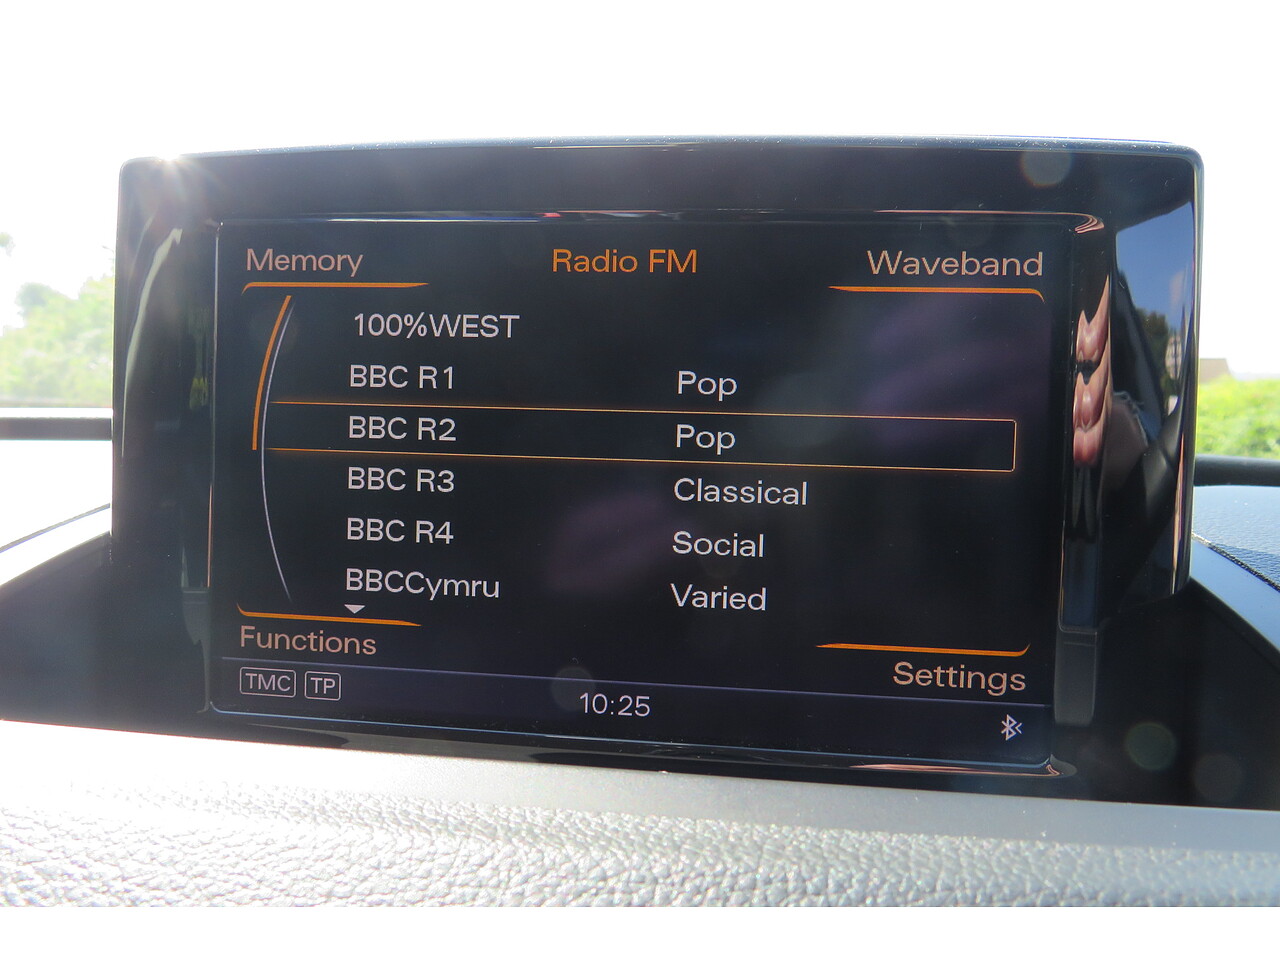 Memory Radio FM Waveband
100%WEST
BBC R1 Pop
BBC R2 Pop
BBC R3 Classical
BBC R4 Social
BBCCymru Varied
Functions Settings
TMC TP 10:25